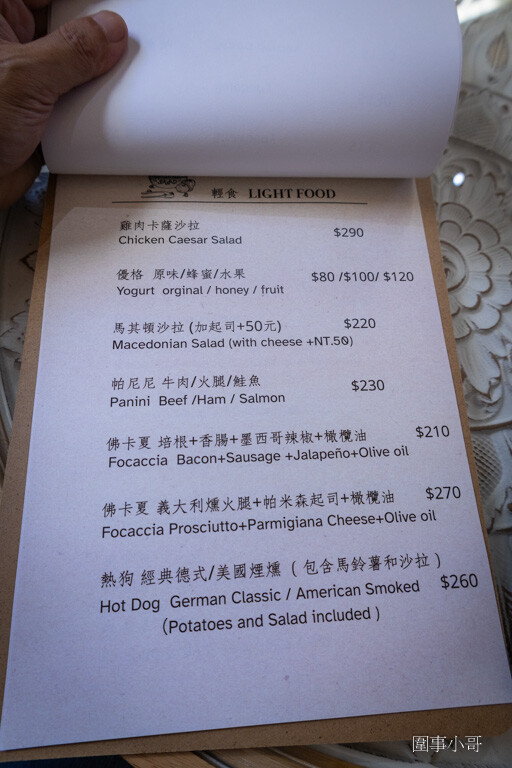 輕食 LIGHT FOOD
雞肉卡薩沙拉 $290
Chicken Caesar Salad
優格 原味/蜂蜜/水果 $80 /$100/ $120
Yogurt orginal / honey / fruit
馬其頓沙拉 (加起司+50元) $220
Macedonian Salad (with cheese +NT.50)
帕尼尼 牛肉/火腿/鮭魚 $230
Panini Beef /Ham / Salmon
佛卡夏 培根+香腸+墨西哥辣椒+橄欖油 $210
Focaccia Bacon+Sausage +Jalapeño+Olive oil
佛卡夏 義大利燻火腿+帕米森起司+橄欖油 $270
Focaccia Prosciutto+Parmigiana Cheese+Olive oil
熱狗 經典德式/美國煙燻 ( 包含馬鈴薯和沙拉 ) $260
Hot Dog German Classic / American Smoked
(Potatoes and Salad included )
圍事小哥